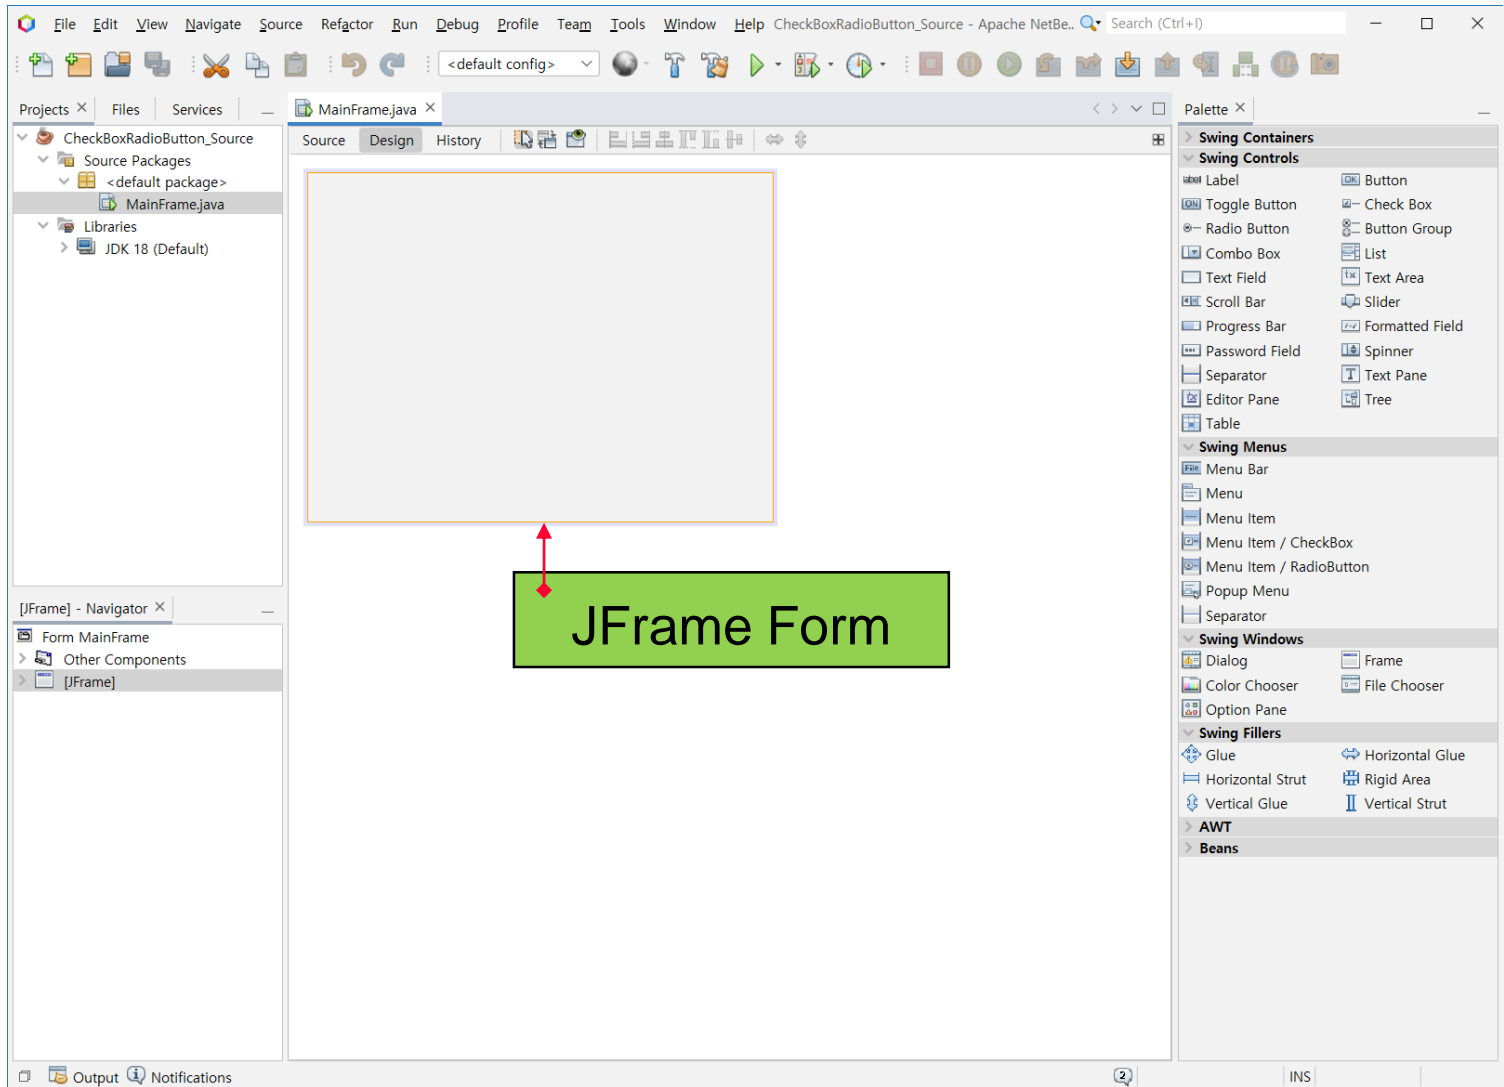 File Edit View Navigate Source Refactor Run Debug Profile Team Tools Window Help CheckBoxRadioButton_Source - Apache NetBe.. Search (Ctrl+I)
<default config>
Projects Files Services
MainFrame.java
Palette
CheckBoxRadioButton_Source
Source Packages
<default package>
MainFrame.java
Libraries
JDK 18 (Default)
Source Design History
JFrame Form
[JFrame] - Navigator
Form MainFrame
Other Components
[JFrame]
Swing Containers
Swing Controls
Label Button
Toggle Button Check Box
Radio Button Button Group
Combo Box List
Text Field Text Area
Scroll Bar Slider
Progress Bar Formatted Field
Password Field Spinner
Separator Text Pane
Editor Pane Tree
Table
Swing Menus
Menu Bar
Menu
Menu Item
Menu Item / CheckBox
Menu Item / RadioButton
Popup Menu
Separator
Swing Windows
Dialog Frame
Color Chooser File Chooser
Option Pane
Swing Fillers
Glue Horizontal Glue
Horizontal Strut Rigid Area
Vertical Glue Vertical Strut
AWT
Beans
Output Notifications 2 INS